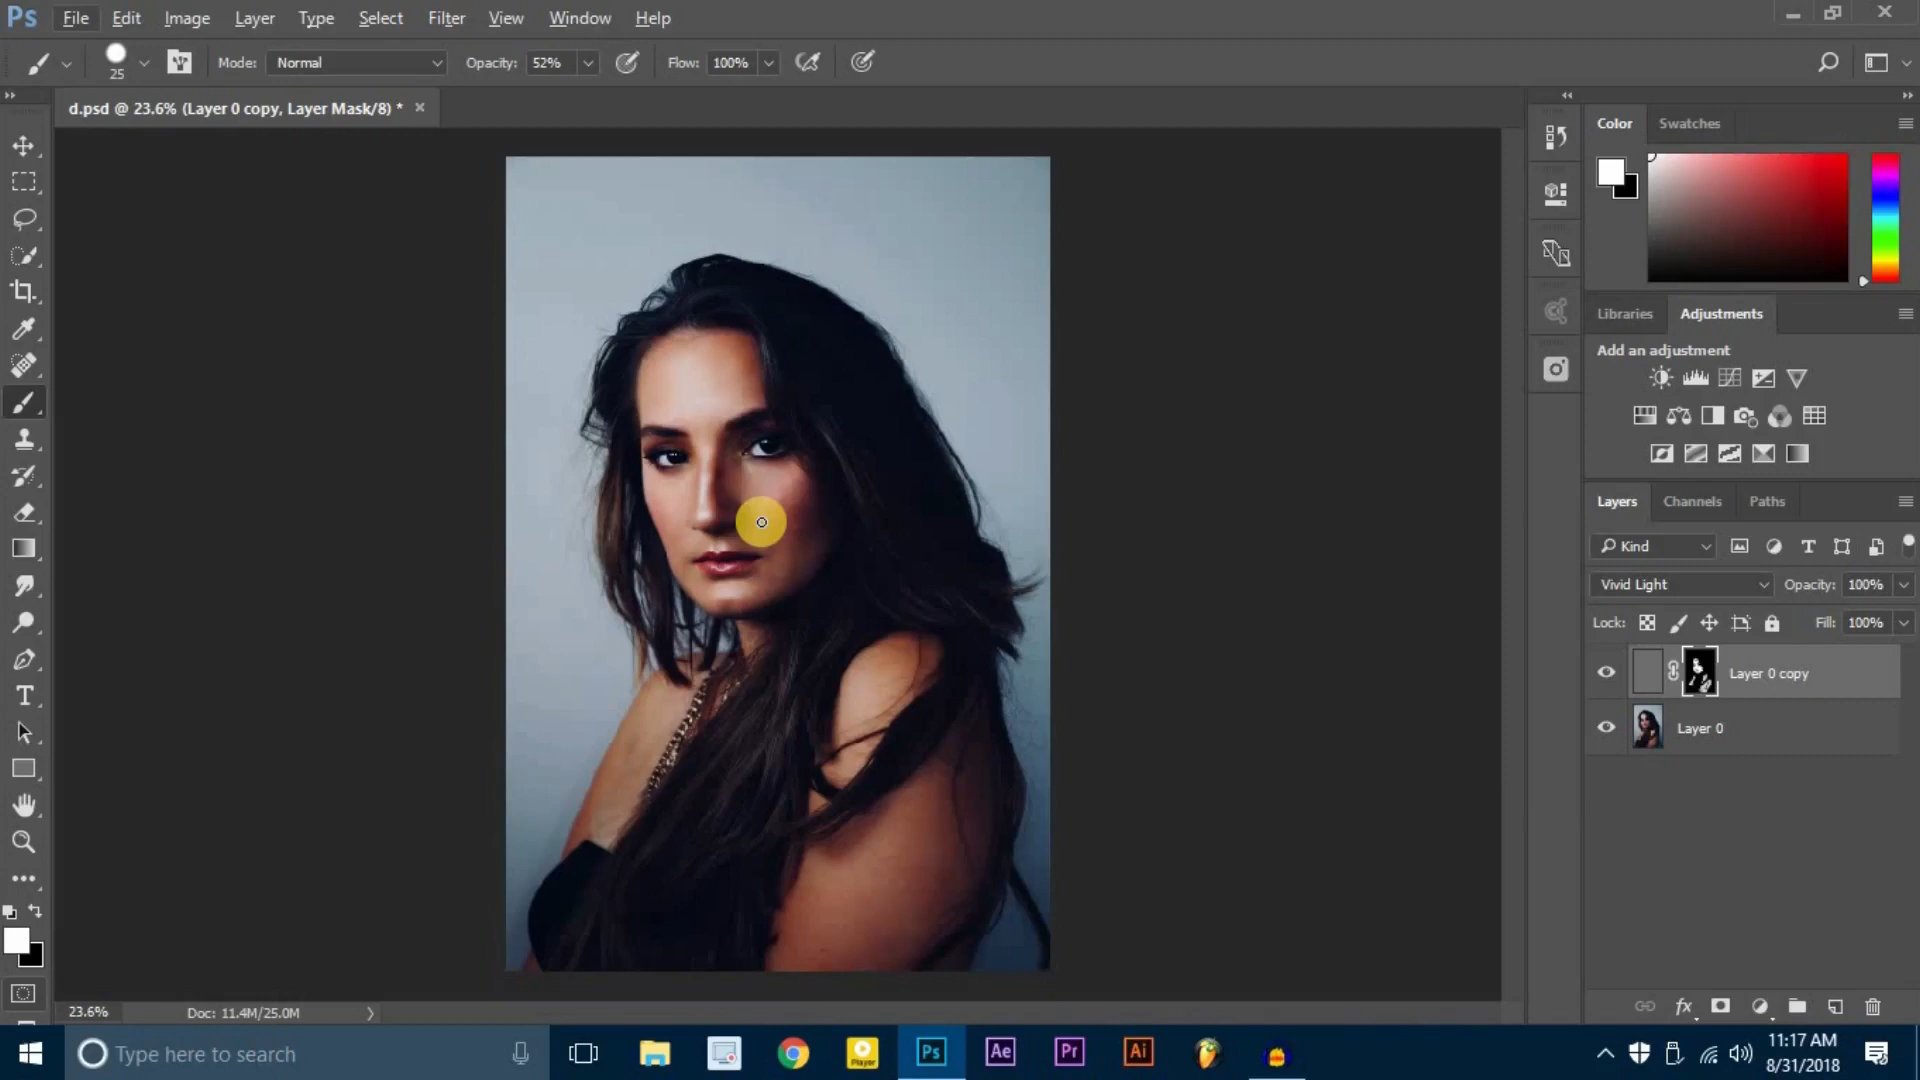 Ps File Edit Image Layer Type Select Filter View Window Help
25 Mode: Normal Opacity: 52% Flow: 100%
d.psd @ 23.6% (Layer 0 copy, Layer Mask/8) *
Color Swatches
Libraries Adjustments
Add an adjustment
Layers Channels Paths
Kind
Vivid Light Opacity: 100%
Lock: Fill: 100%
Layer 0 copy
Layer 0
23.6% Doc: 11.4M/25.0M
fx
Type here to search
Ps Ae Pr Ai
11:17 AM
8/31/2018